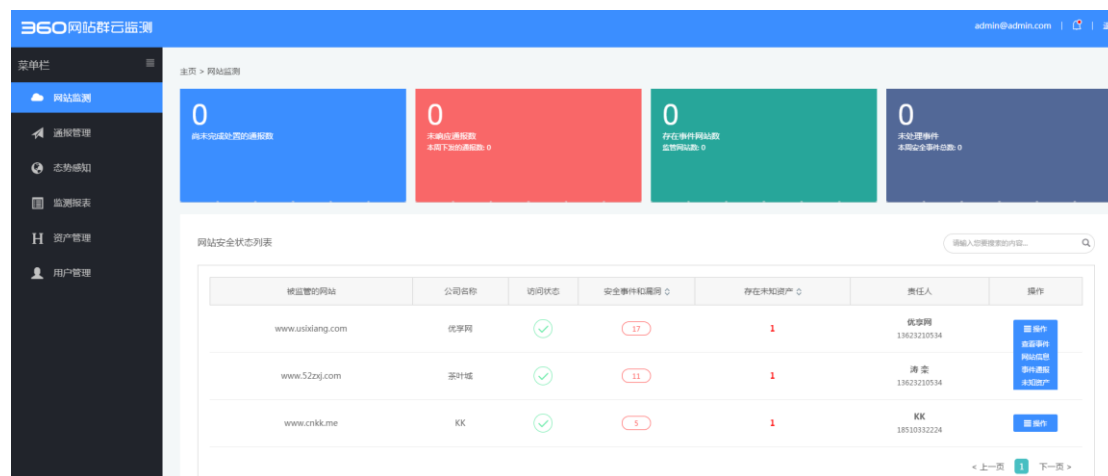 360网站群云监测
admin@admin.com
菜单栏
主页 > 网站监测
网站监测
通报管理
态势感知
监测报表
资产管理
用户管理
0
尚未完成处置的通报数
0
未响应通报数
本周下发的通报数: 0
0
存在事件网站数
监管网站数: 0
0
未处理事件
本周安全事件总数: 0
网站安全状态列表
请输入您要搜索的内容...
被监管的网站 公司名称 访问状态 安全事件和漏洞 存在未知资产 责任人 操作
www.usixiang.com 优享网 17 1 优享网 13623210534 操作
查看事件
网站信息
事件通报
未知资产
www.52zxj.com 茶叶城 11 1 涛 栾 13623210534
www.cnkk.me KK 5 1 KK 18510332224 操作
< 上一页 1 下一页 >